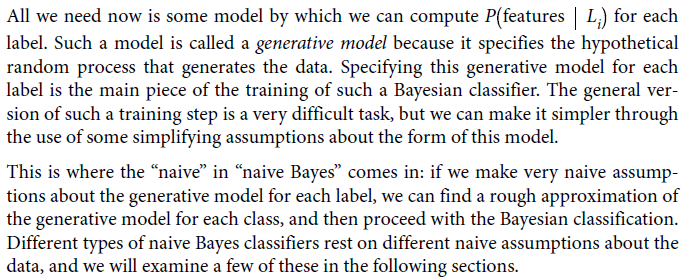 All we need now is some model by which we can compute P(features | Li) for each
label. Such a model is called a generative model because it specifies the hypothetical
random process that generates the data. Specifying this generative model for each
label is the main piece of the training of such a Bayesian classifier. The general ver-
sion of such a training step is a very difficult task, but we can make it simpler through
the use of some simplifying assumptions about the form of this model.
This is where the “naive” in “naive Bayes” comes in: if we make very naive assump-
tions about the generative model for each label, we can find a rough approximation of
the generative model for each class, and then proceed with the Bayesian classification.
Different types of naive Bayes classifiers rest on different naive assumptions about the
data, and we will examine a few of these in the following sections.